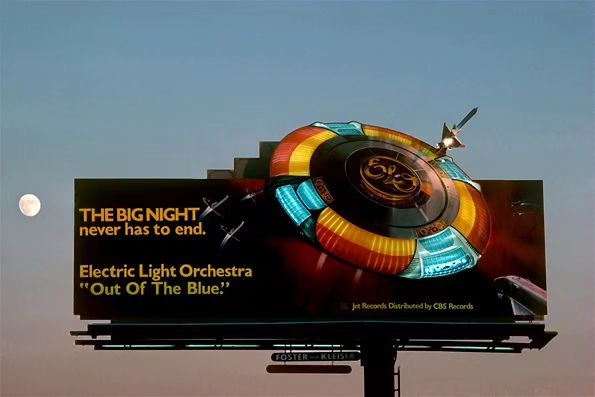 THE BIG NIGHT
never has to end.
Electric Light Orchestra
"Out Of The Blue."
ELO
Jet Records Distributed by CBS Records
FOSTER AND KLEISER